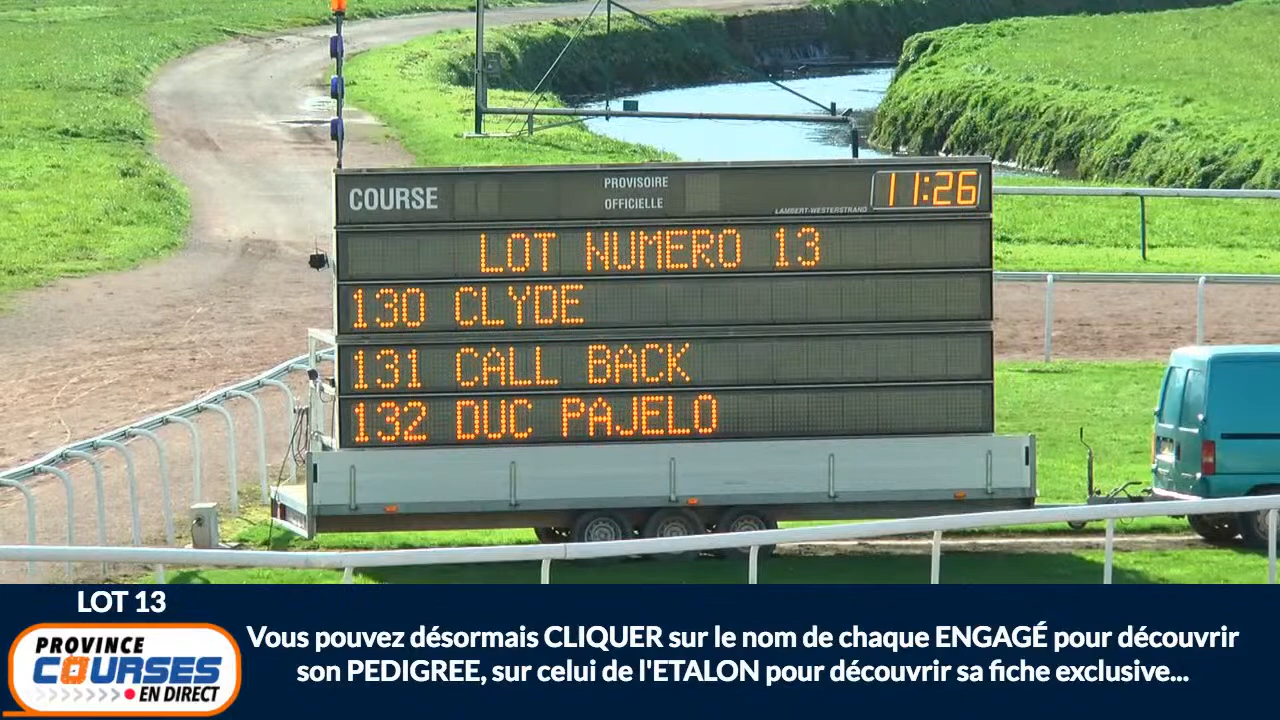 COURSE
PROVISOIRE
OFFICIELLE
LAMBERT-WESTERSTRAND
11:26
LOT NUMERO 13
130 CLYDE
131 CALL BACK
132 DUC PAJELO
LOT 13
PROVINCE
COURSES
EN DIRECT
Vous pouvez désormais CLIQUER sur le nom de chaque ENGAGÉ pour découvrir
son PEDIGREE, sur celui de l'ETALON pour découvrir sa fiche exclusive...